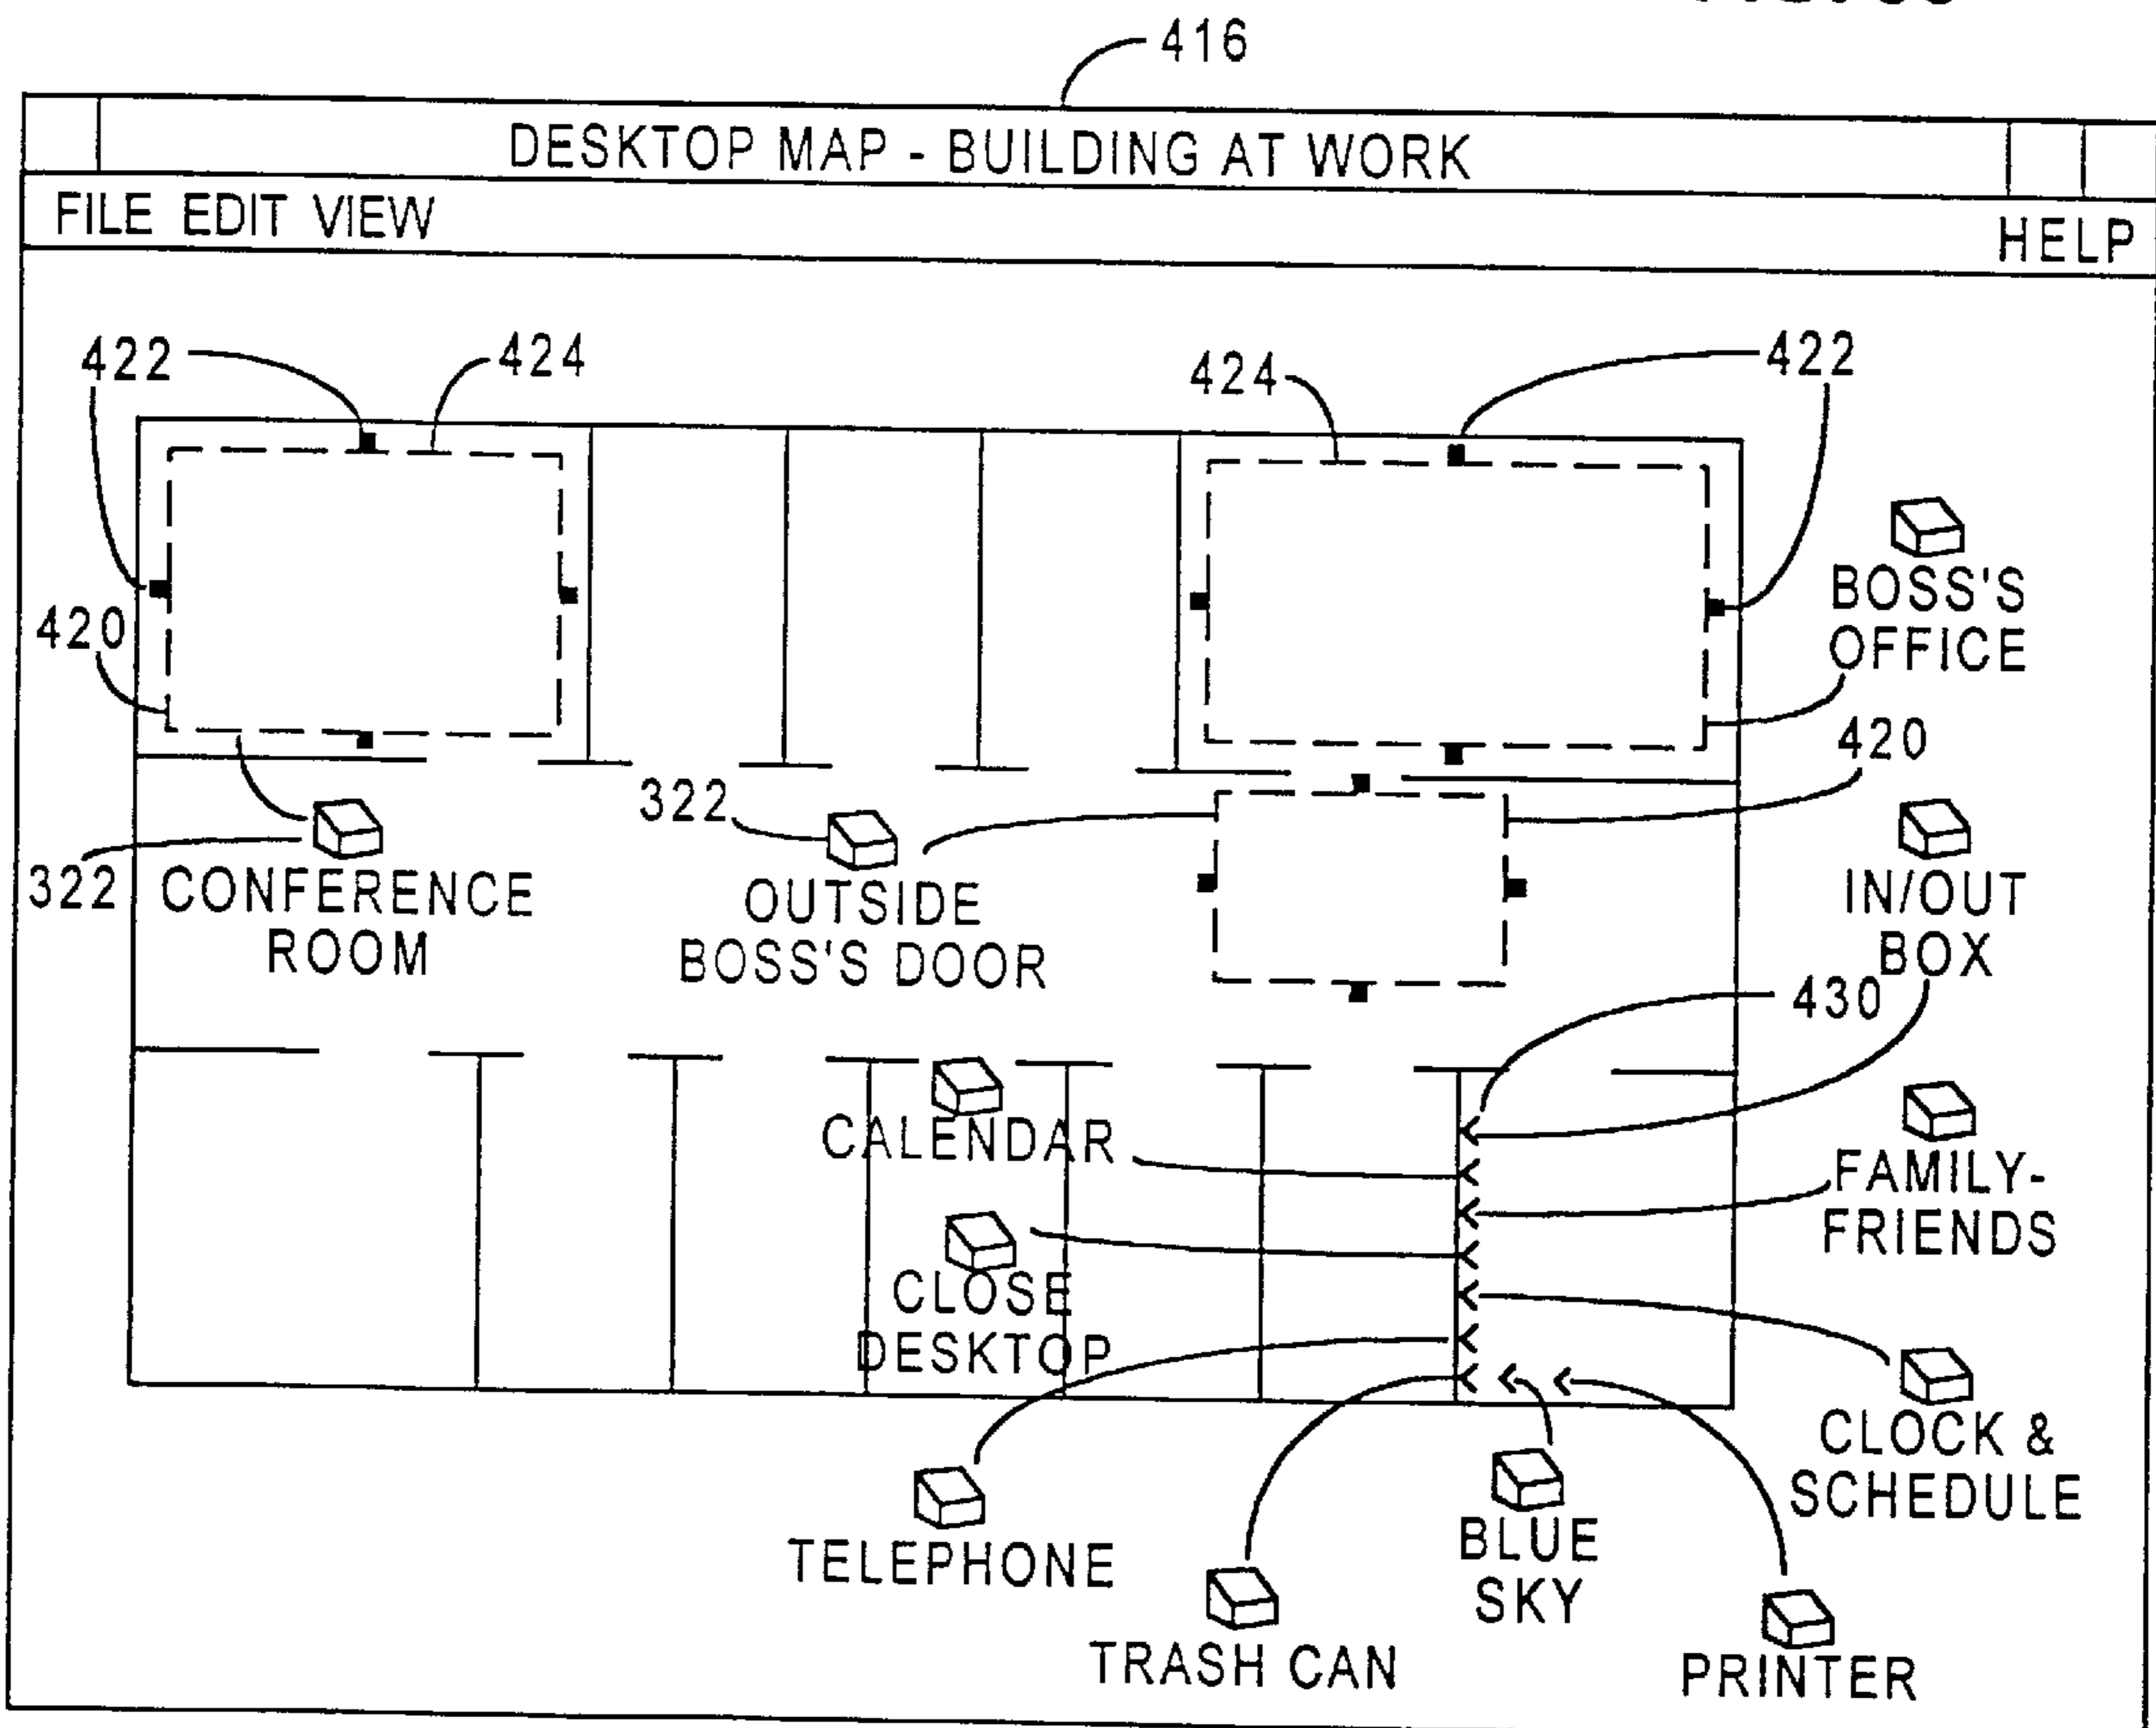 416
DESKTOP MAP - BUILDING AT WORK
FILE EDIT VIEW
HELP
422
424
424
422
BOSS'S
OFFICE
420
420
322
322
CONFERENCE
ROOM
OUTSIDE
BOSS'S DOOR
IN/OUT
BOX
430
CALENDAR
FAMILY-
FRIENDS
CLOSE
DESKTOP
CLOCK &
SCHEDULE
TELEPHONE
BLUE
SKY
TRASH CAN
PRINTER